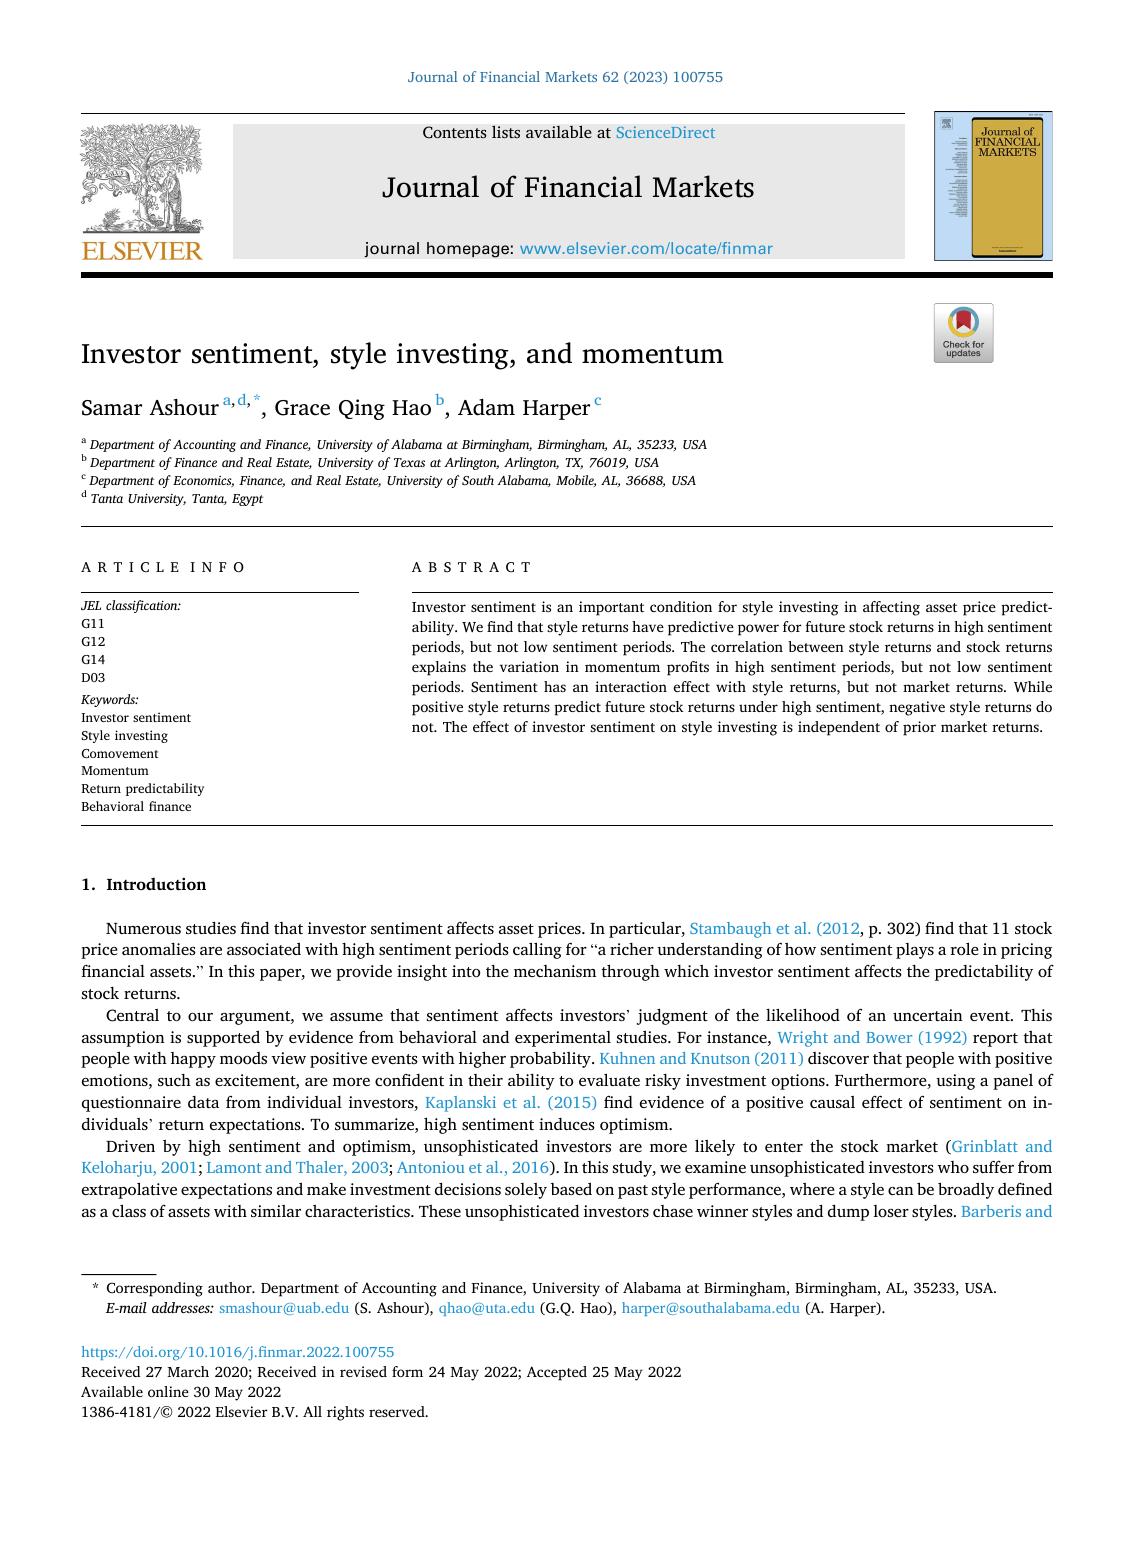 Journal of Financial Markets 62 (2023) 100755
Contents lists available at ScienceDirect
Journal of Financial Markets
journal homepage: www.elsevier.com/locate/finmar
ELSEVIER
Journal of
FINANCIAL
MARKETS
Check for
updates
Investor sentiment, style investing, and momentum
Samar Ashour a,d,*, Grace Qing Hao b, Adam Harper c
a Department of Accounting and Finance, University of Alabama at Birmingham, Birmingham, AL, 35233, USA
b Department of Finance and Real Estate, University of Texas at Arlington, Arlington, TX, 76019, USA
c Department of Economics, Finance, and Real Estate, University of South Alabama, Mobile, AL, 36688, USA
d Tanta University, Tanta, Egypt
ARTICLE INFO
JEL classification:
G11
G12
G14
D03
Keywords:
Investor sentiment
Style investing
Comovement
Momentum
Return predictability
Behavioral finance
ABSTRACT
Investor sentiment is an important condition for style investing in affecting asset price predict-
ability. We find that style returns have predictive power for future stock returns in high sentiment
periods, but not low sentiment periods. The correlation between style returns and stock returns
explains the variation in momentum profits in high sentiment periods, but not low sentiment
periods. Sentiment has an interaction effect with style returns, but not market returns. While
positive style returns predict future stock returns under high sentiment, negative style returns do
not. The effect of investor sentiment on style investing is independent of prior market returns.
1. Introduction
Numerous studies find that investor sentiment affects asset prices. In particular, Stambaugh et al. (2012, p. 302) find that 11 stock
price anomalies are associated with high sentiment periods calling for “a richer understanding of how sentiment plays a role in pricing
financial assets.” In this paper, we provide insight into the mechanism through which investor sentiment affects the predictability of
stock returns.
Central to our argument, we assume that sentiment affects investors’ judgment of the likelihood of an uncertain event. This
assumption is supported by evidence from behavioral and experimental studies. For instance, Wright and Bower (1992) report that
people with happy moods view positive events with higher probability. Kuhnen and Knutson (2011) discover that people with positive
emotions, such as excitement, are more confident in their ability to evaluate risky investment options. Furthermore, using a panel of
questionnaire data from individual investors, Kaplanski et al. (2015) find evidence of a positive causal effect of sentiment on in-
dividuals’ return expectations. To summarize, high sentiment induces optimism.
Driven by high sentiment and optimism, unsophisticated investors are more likely to enter the stock market (Grinblatt and
Keloharju, 2001; Lamont and Thaler, 2003; Antoniou et al., 2016). In this study, we examine unsophisticated investors who suffer from
extrapolative expectations and make investment decisions solely based on past style performance, where a style can be broadly defined
as a class of assets with similar characteristics. These unsophisticated investors chase winner styles and dump loser styles. Barberis and
* Corresponding author. Department of Accounting and Finance, University of Alabama at Birmingham, Birmingham, AL, 35233, USA.
E-mail addresses: smashour@uab.edu (S. Ashour), qhao@uta.edu (G.Q. Hao), harper@southalabama.edu (A. Harper).
https://doi.org/10.1016/j.finmar.2022.100755
Received 27 March 2020; Received in revised form 24 May 2022; Accepted 25 May 2022
Available online 30 May 2022
1386-4181/© 2022 Elsevier B.V. All rights reserved.